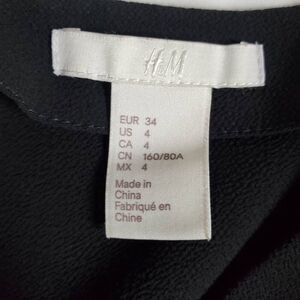 H&M
EUR 34
US 4
CA 4
CN 160/80A
MX 4
Made in
China
Fabriqué en
Chine